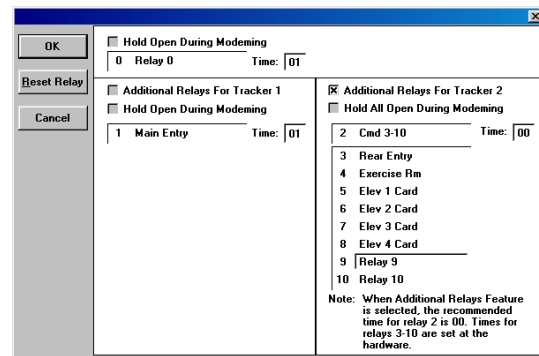 OK
Reset Relay
Cancel
Hold Open During Modeming
0 Relay 0 Time: 01
Additional Relays For Tracker 1
Hold Open During Modeming
1 Main Entry Time: 01
Additional Relays For Tracker 2
Hold All Open During Modeming
2 Cmd 3-10 Time: 00
3 Rear Entry
4 Exercise Rm
5 Elev 1 Card
6 Elev 2 Card
7 Elev 3 Card
8 Elev 4 Card
9 Relay 9
10 Relay 10
Note: When Additional Relays Feature
is selected, the recommended
time for relay 2 is 00. Times for
relays 3-10 are set at the
hardware.